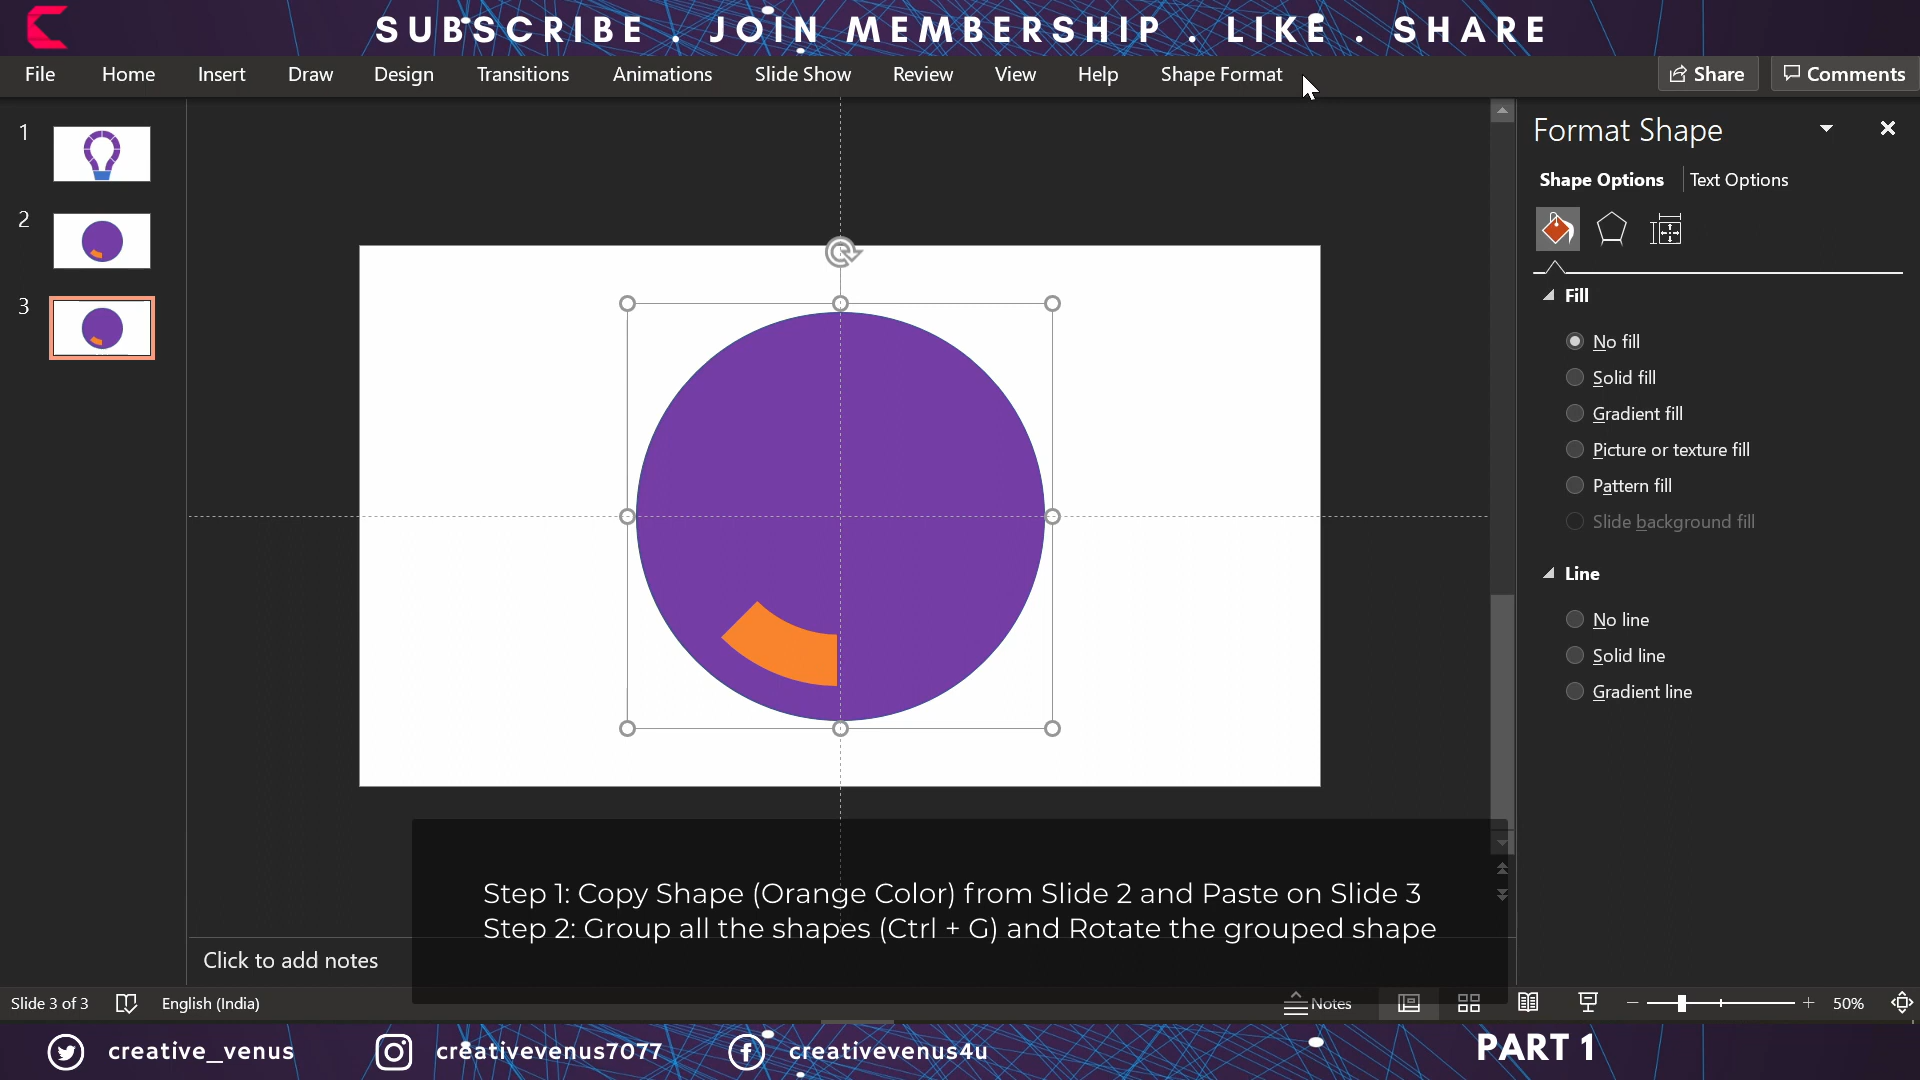 SUBSCRIBE . JOIN MEMBERSHIP . LIKE . SHARE
File Home Insert Draw Design Transitions Animations Slide Show Review View Help Shape Format Share Comments
1
2
3
Format Shape
Shape Options Text Options
Fill
No fill
Solid fill
Gradient fill
Picture or texture fill
Pattern fill
Slide background fill
Line
No line
Solid line
Gradient line
Step 1: Copy Shape (Orange Color) from Slide 2 and Paste on Slide 3
Step 2: Group all the shapes (Ctrl + G) and Rotate the grouped shape
Click to add notes
Slide 3 of 3 English (India) Notes 50%
creative_venus creativevenus7077 creativevenus4u PART 1